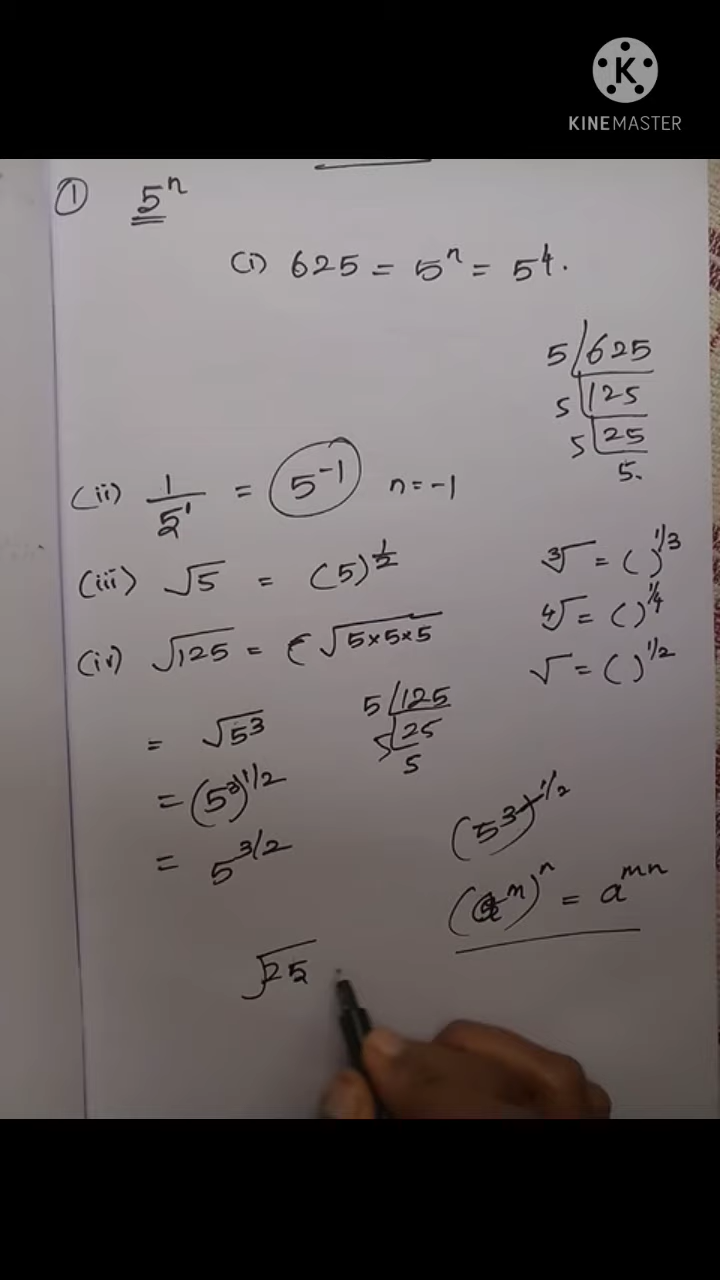 KINEMASTER
① 5ⁿ
(i) 625 = 5ⁿ = 5⁴.
5 | 625
5 | 125
5 | 25
5.
(ii) 1/5¹ = 5⁻¹ n = -1
(iii) √5 = (5)^1/2
∛ = ( )^1/3
∜ = ( )^1/4
√ = ( )^1/2
(iv) √125 = √5×5×5
5 | 125
5 | 25
5
= √5³
= (5³)^1/2
= 5^3/2
(5³)^1/2
(a^m)^n = a^mn
√25